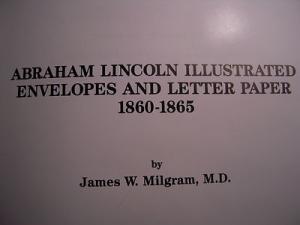 ABRAHAM LINCOLN ILLUSTRATED
ENVELOPES AND LETTER PAPER
1860-1865
by
James W. Milgram, M.D.